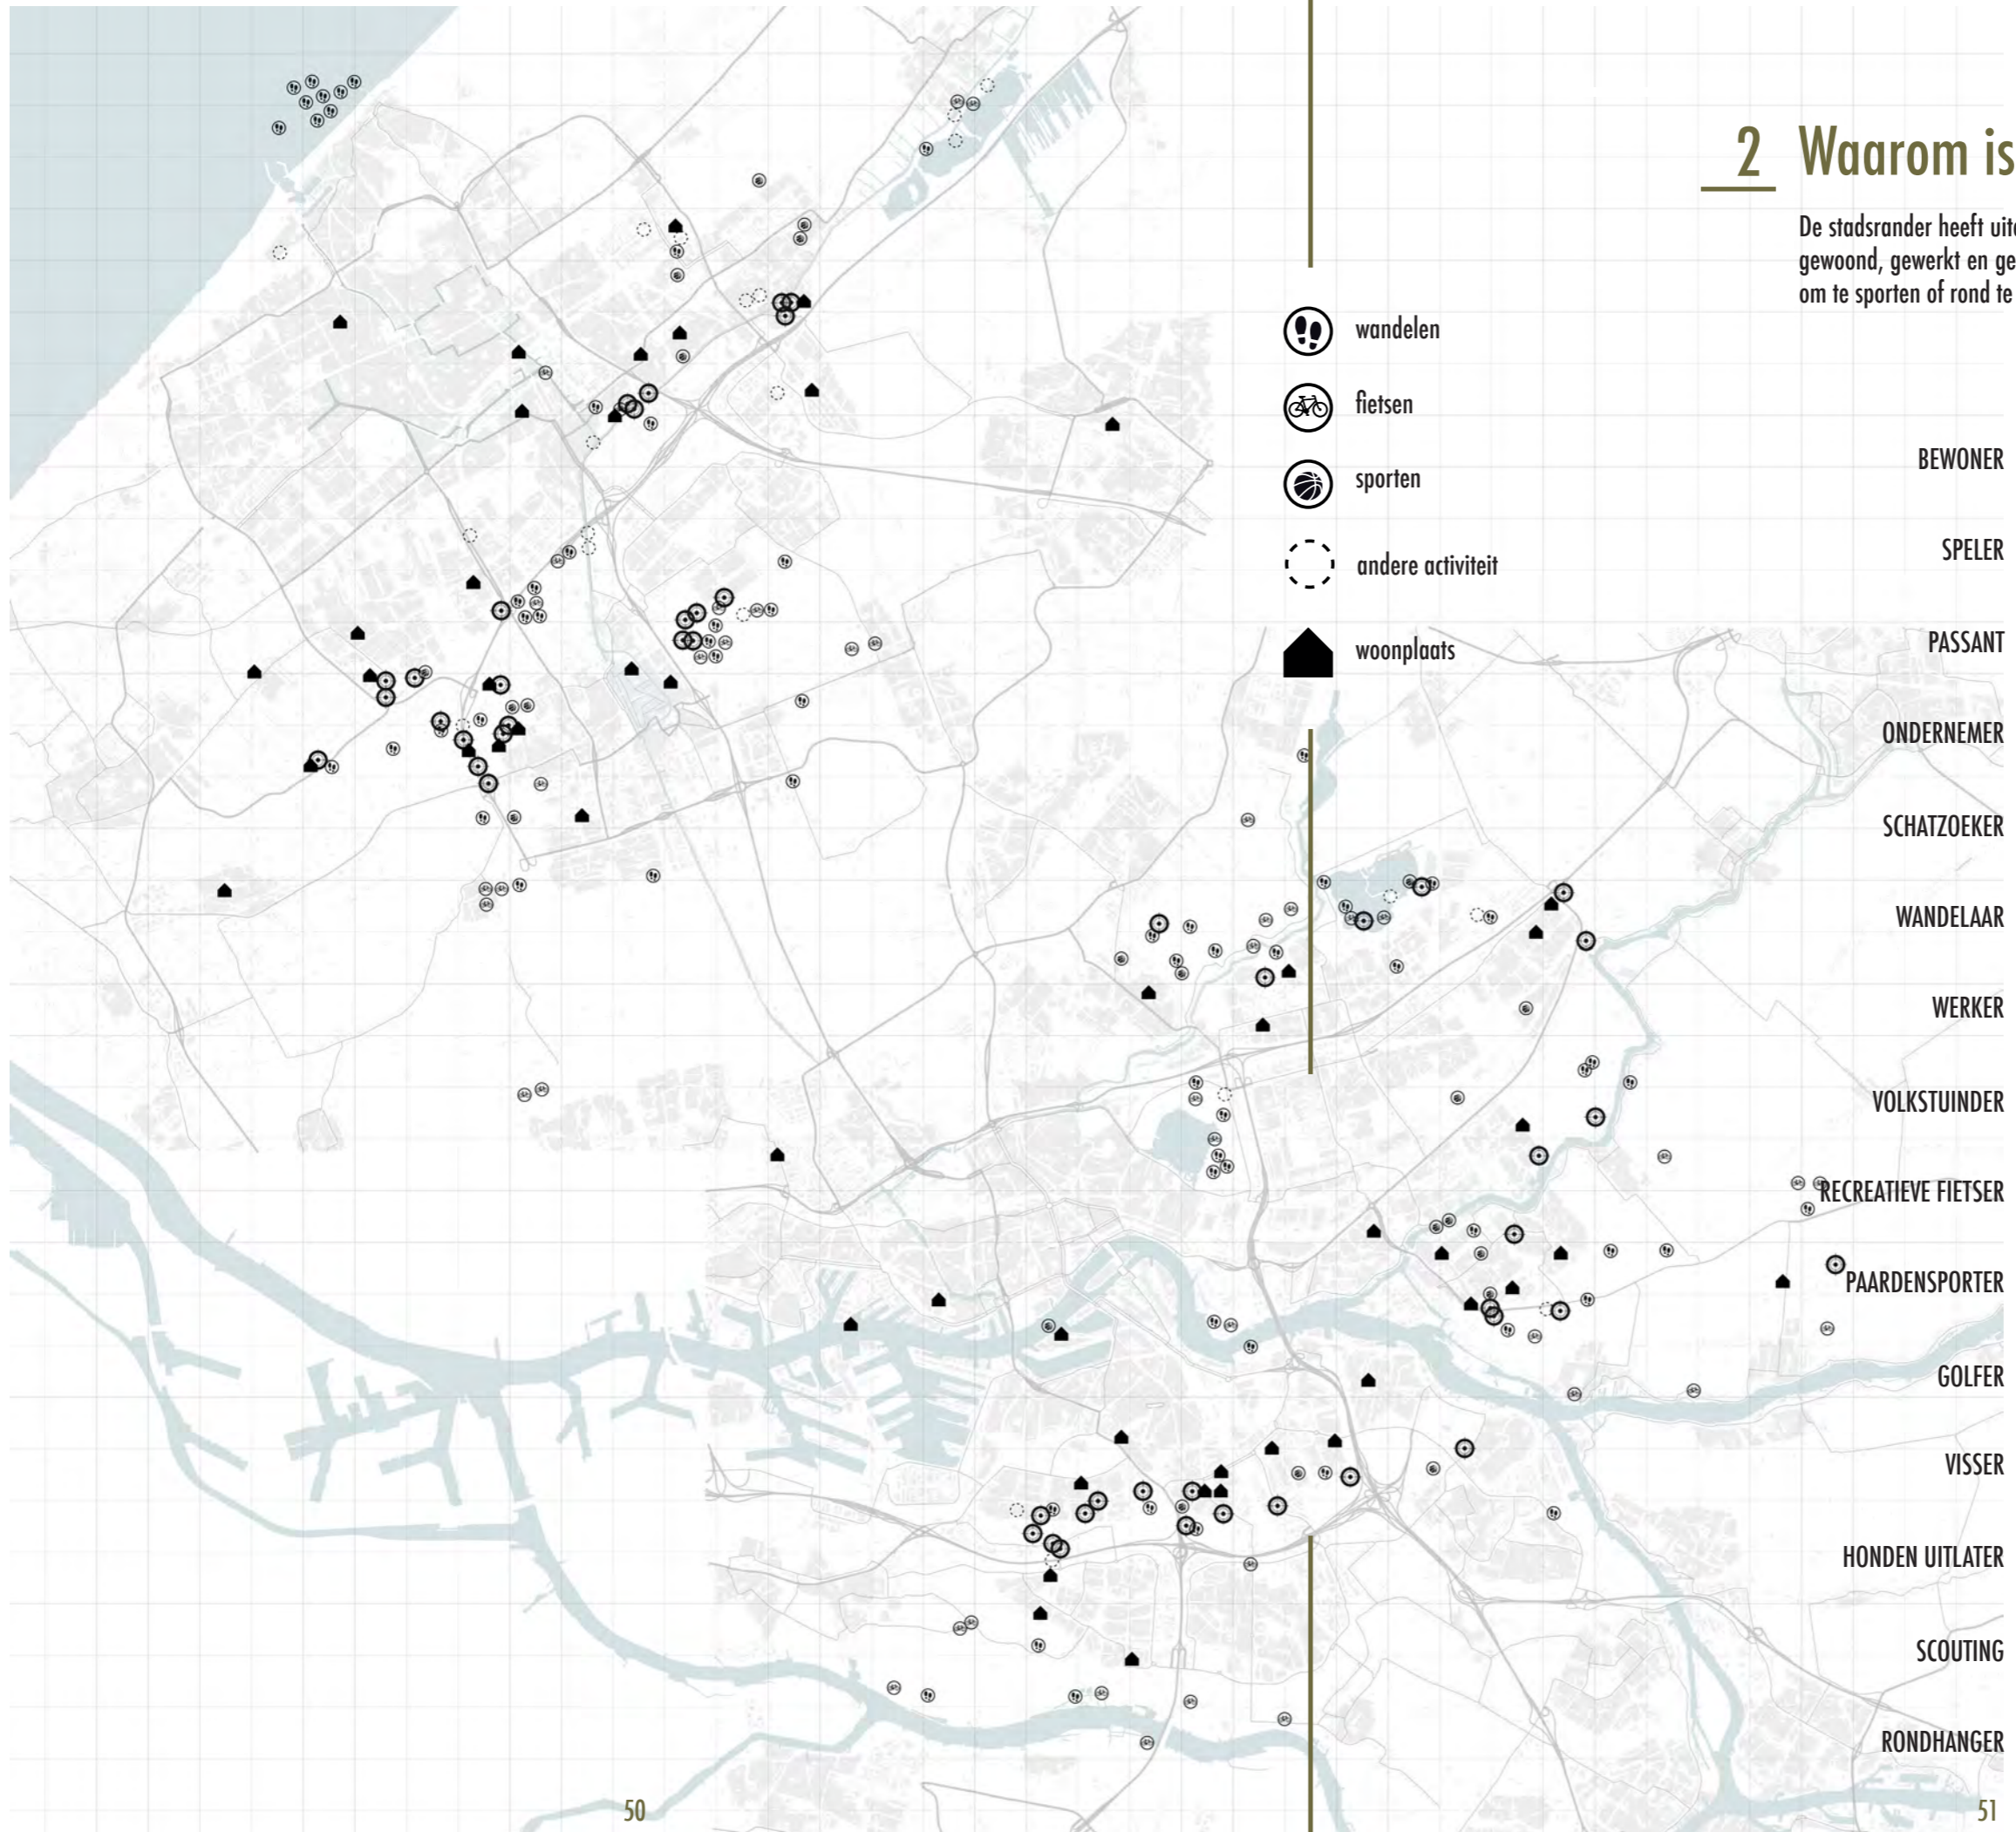 2 Waarom is
De stadsrander heeft uit
gewoond, gewerkt en ge
om te sporten of rond te
wandelen
fietsen
sporten
andere activiteit
woonplaats
BEWONER
SPELER
PASSANT
ONDERNEMER
SCHATZOEKER
WANDELAAR
WERKER
VOLKSTUINDER
RECREATIEVE FIETSER
PAARDENSPORTER
GOLFER
VISSER
HONDEN UITLATER
SCOUTING
RONDHANGER
50
51